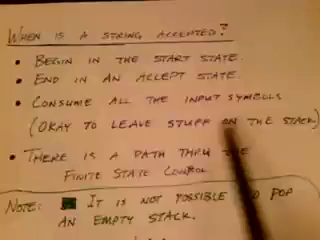 WHEN IS A STRING ACCEPTED?
• BEGIN IN THE START STATE.
• END IN AN ACCEPT STATE.
• CONSUME ALL THE INPUT SYMBOLS
(OKAY TO LEAVE STUFF ON THE STACK)
• THERE IS A PATH THRU THE
FINITE STATE CONTROL
NOTE: IT IS NOT POSSIBLE TO POP
AN EMPTY STACK.